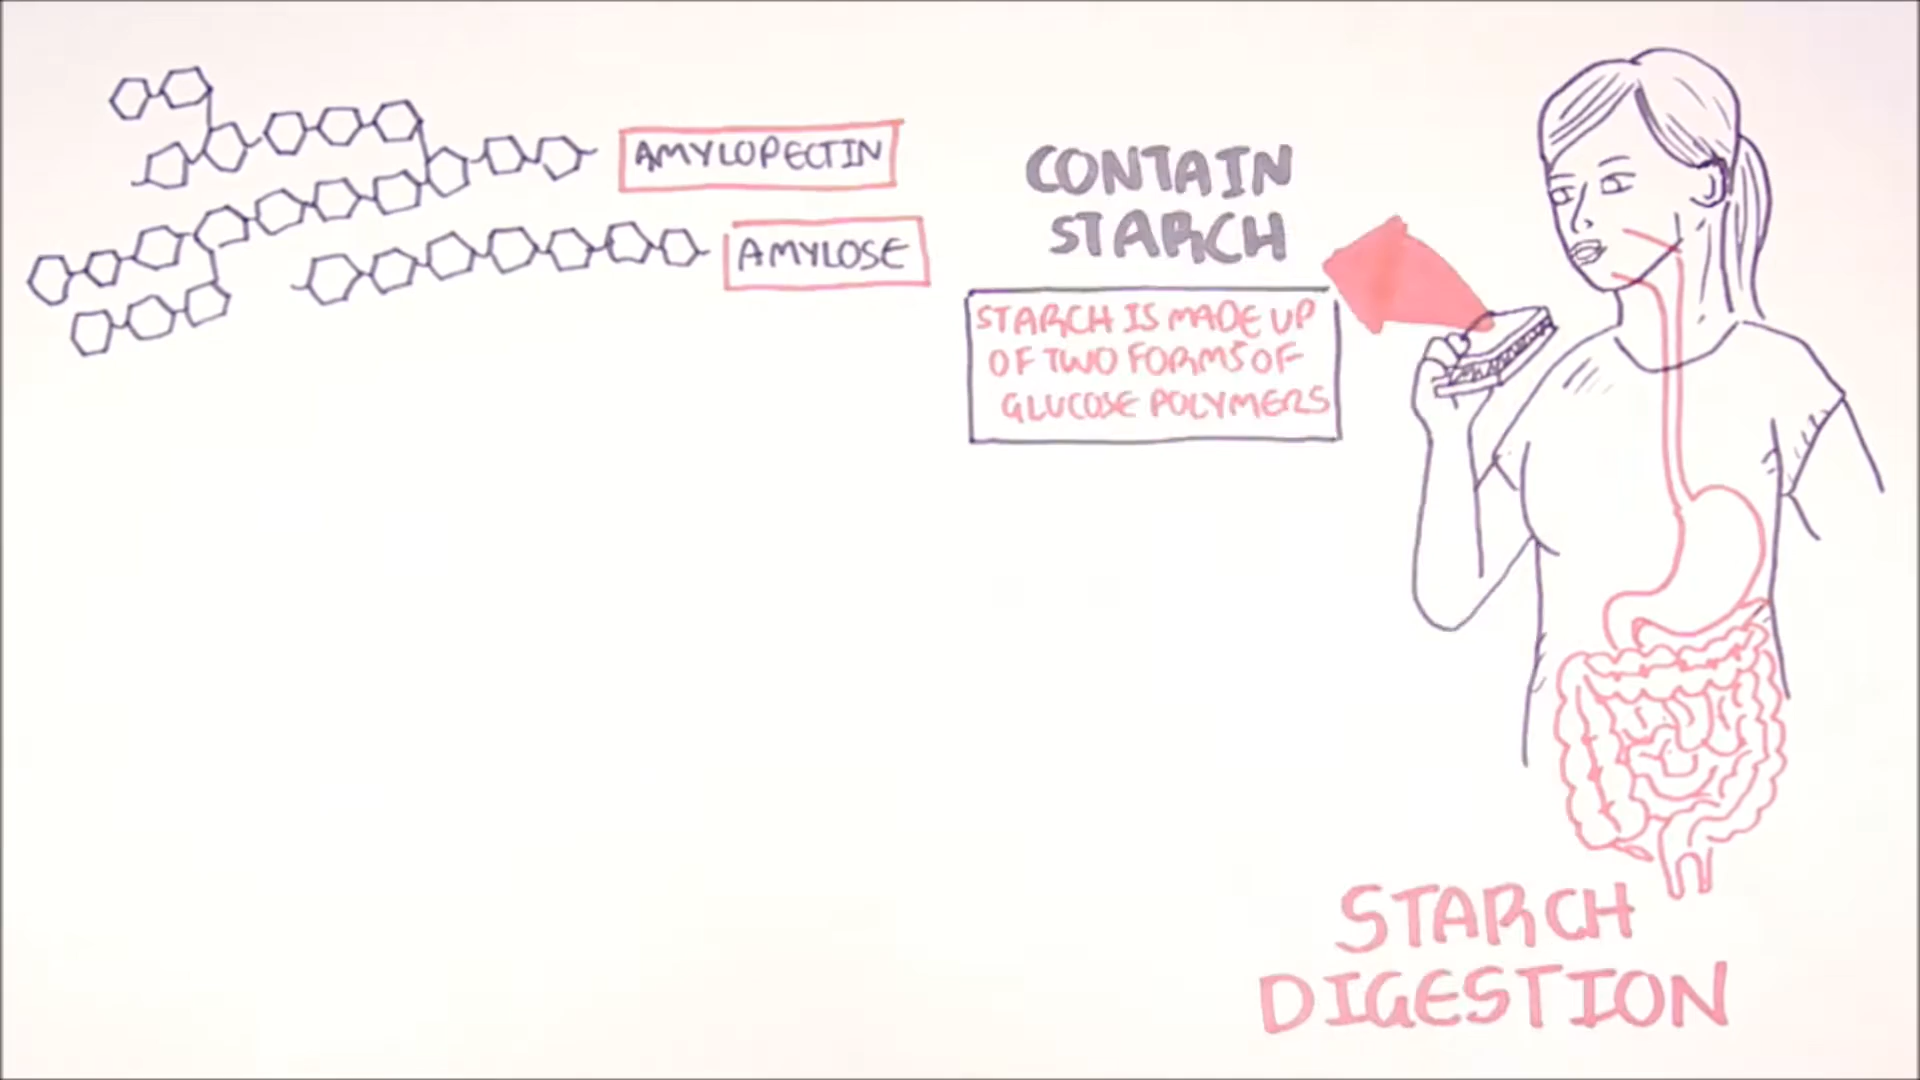 AMYLOPECTIN
AMYLOSE
CONTAIN
STARCH
STARCH IS MADE UP
OF TWO FORMS OF
GLUCOSE POLYMERS
STARCH
DIGESTION